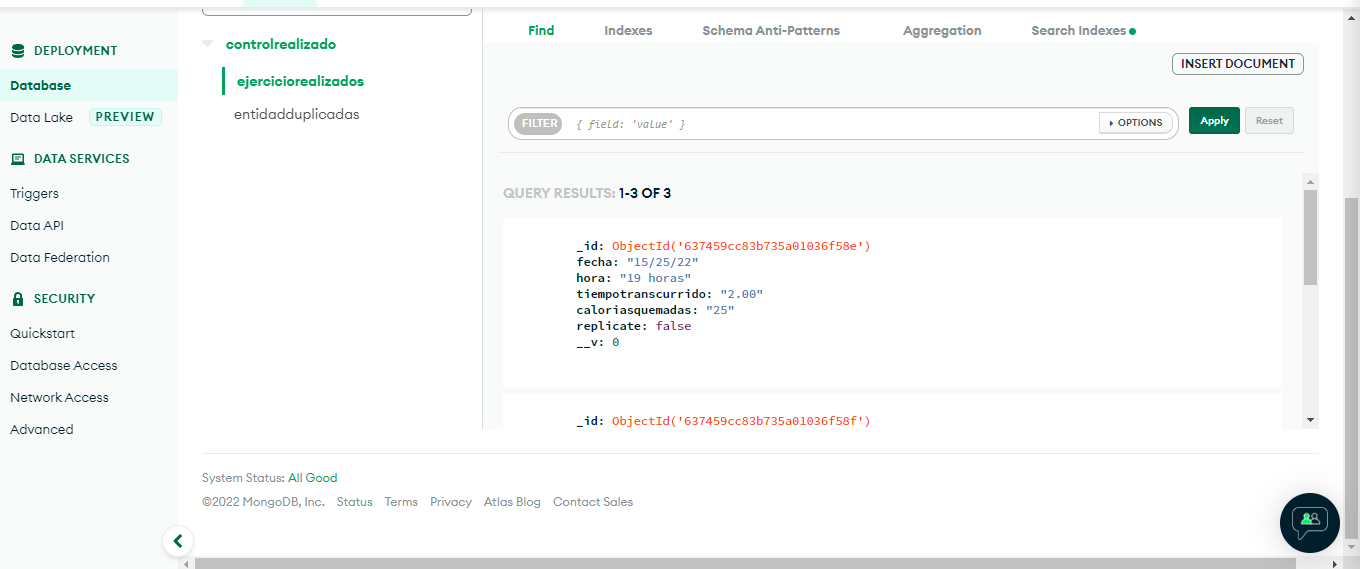 DEPLOYMENT
Database
Data Lake PREVIEW
DATA SERVICES
Triggers
Data API
Data Federation
SECURITY
Quickstart
Database Access
Network Access
Advanced
controlrealizado
ejerciciorealizados
entidadduplicadas
Find Indexes Schema Anti-Patterns Aggregation Search Indexes
INSERT DOCUMENT
FILTER { field: 'value' } OPTIONS Apply Reset
QUERY RESULTS: 1-3 OF 3
_id: ObjectId('637459cc83b735a01036f58e')
fecha: "15/25/22"
hora: "19 horas"
tiempotranscurrido: "2.00"
caloriasquemadas: "25"
replicate: false
__v: 0
_id: ObjectId('637459cc83b735a01036f58f')
System Status: All Good
©2022 MongoDB, Inc. Status Terms Privacy Atlas Blog Contact Sales